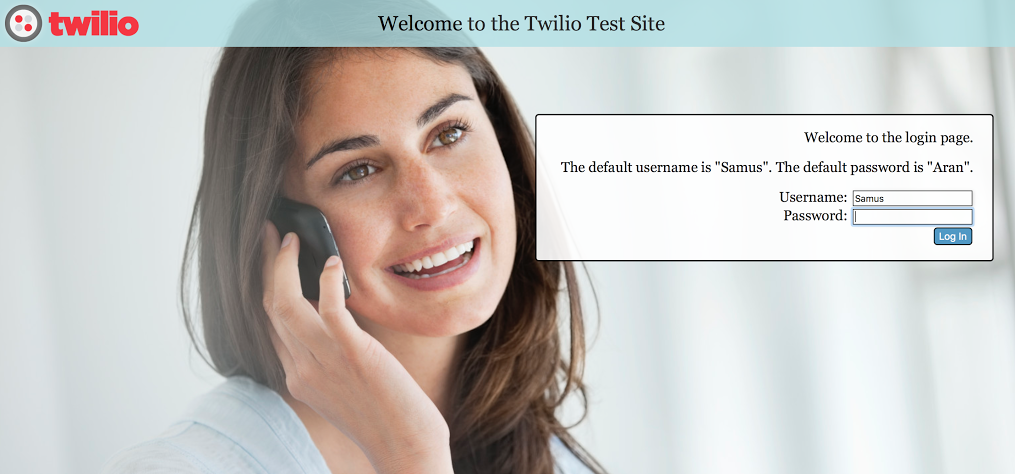 twilio
Welcome to the Twilio Test Site
Welcome to the login page.
The default username is "Samus". The default password is "Aran".
Username: Samus
Password:
Log In